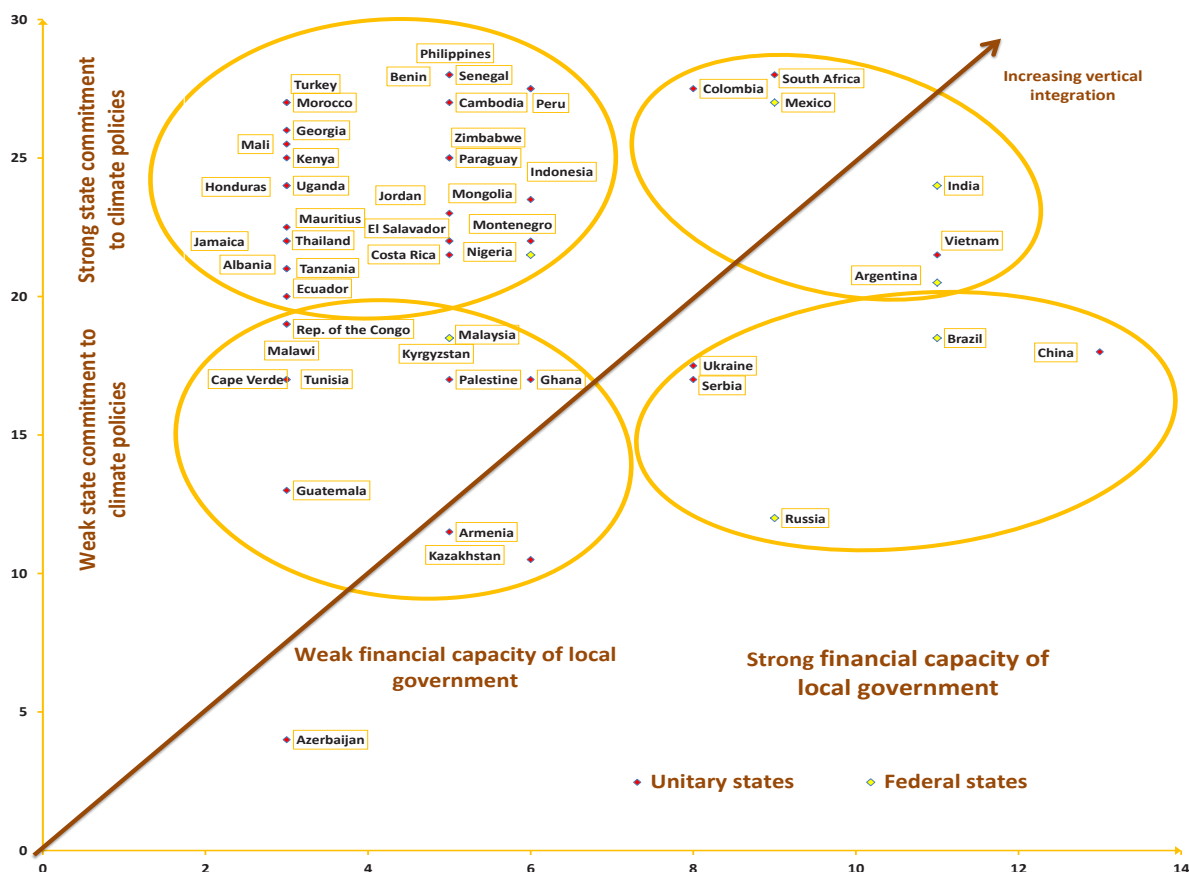 30
25
20
15
10
5
0
0
2
4
6
8
10
12
14
Strong state commitment
to climate policies
Weak state commitment to
climate policies
Philippines
Benin
Senegal
Turkey
Morocco
Cambodia
Peru
Georgia
Zimbabwe
Mali
Kenya
Paraguay
Indonesia
Honduras
Uganda
Jordan
Mongolia
Mauritius
El Salavador
Montenegro
Jamaica
Thailand
Costa Rica
Nigeria
Albania
Tanzania
Ecuador
Colombia
South Africa
Mexico
Increasing vertical
integration
India
Vietnam
Argentina
Rep. of the Congo
Malaysia
Malawi
Kyrgyzstan
Cape Verde
Tunisia
Palestine
Ghana
Guatemala
Armenia
Kazakhstan
Ukraine
Serbia
Brazil
China
Russia
Weak financial capacity of local
government
Strong financial capacity of
local government
Azerbaijan
Unitary states
Federal states